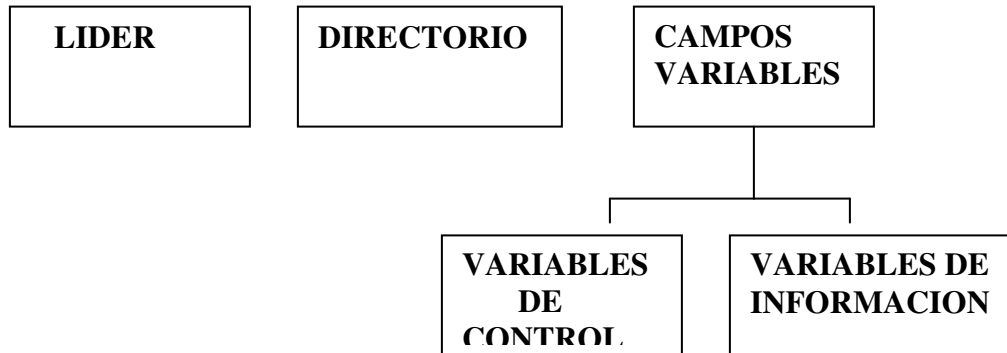 LIDER
DIRECTORIO
CAMPOS
VARIABLES
VARIABLES
DE
CONTROL
VARIABLES DE
INFORMACION